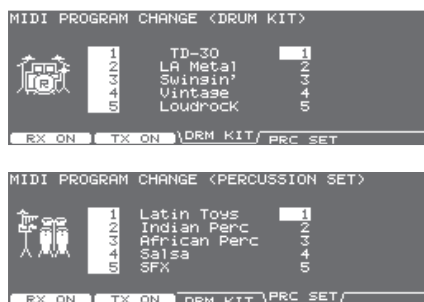 MIDI PROGRAM CHANGE <DRUM KIT>
1 TD-30 1
2 LA Metal 2
3 Swingin' 3
4 Vintage 4
5 Loudrock 5
RX ON TX ON DRM KIT PRC SET
MIDI PROGRAM CHANGE <PERCUSSION SET>
1 Latin Toys 1
2 Indian Perc 2
3 African Perc 3
4 Salsa 4
5 SFX 5
RX ON TX ON DRM KIT PRC SET